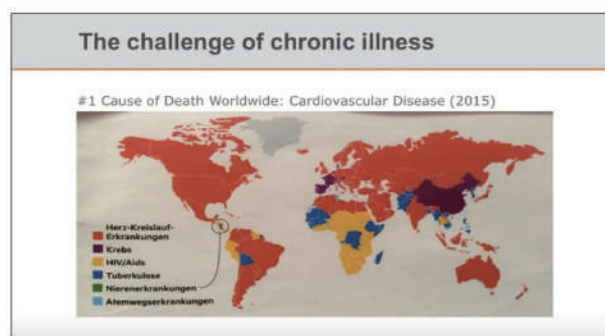 The challenge of chronic illness
#1 Cause of Death Worldwide: Cardiovascular Disease (2015)
Herz-Kreislauf-
Erkrankungen
Krebs
HIV/Aids
Tuberkulose
Nierenerkrankungen
Atemwegserkrankungen